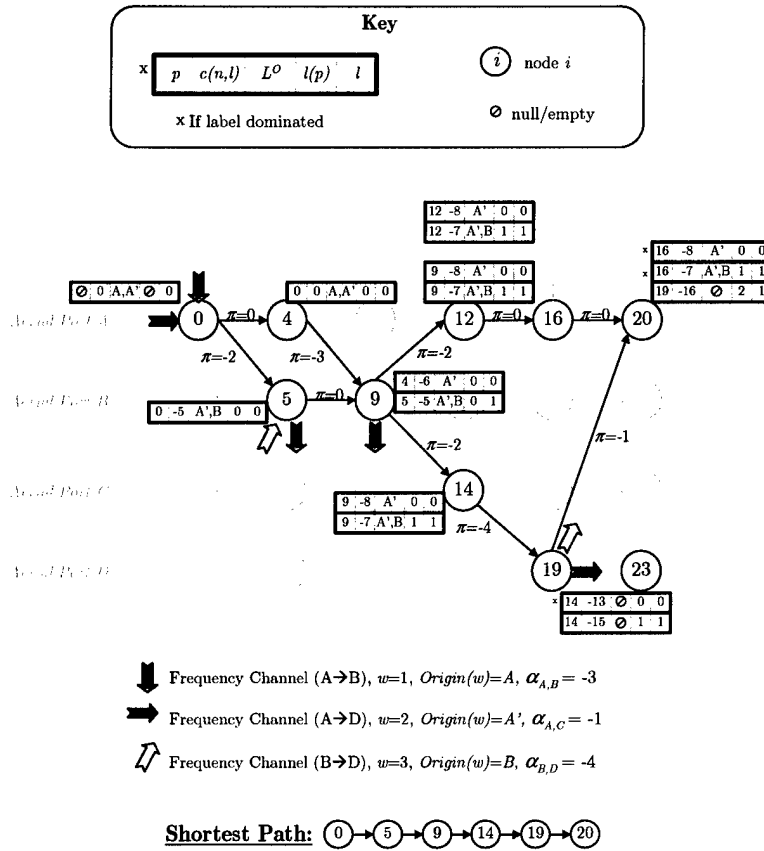 Key
x p c(n,l) L^O l(p) l
i node i
x If label dominated
⊘ null/empty
12 -8 A' 0 0
12 -7 A',B 1 1
x 16 -8 A' 0 0
x 16 -7 A',B 1 1
19 -16 ⊘ 2 1
9 -8 A' 0 0
9 -7 A',B 1 1
⊘ 0 A,A' ⊘ 0
0 0 A,A' 0 0
0 π=0 4 12 π=0 16 π=0 20
π=-2 π=-3 π=-2
4 -6 A' 0 0
5 -5 A',B 0 1
5 π=0 9
0 -5 A',B 0 0
π=-2 π=-1
14
9 -8 A' 0 0
9 -7 A',B 1 1
π=-4
19 23
x 14 -13 ⊘ 0 0
14 -15 ⊘ 1 1
Frequency Channel (A→B), w=1, Origin(w)=A, α_A,B = -3
Frequency Channel (A→D), w=2, Origin(w)=A', α_A,C = -1
Frequency Channel (B→D), w=3, Origin(w)=B, α_B,D = -4
Shortest Path: 0→5→9→14→19→20